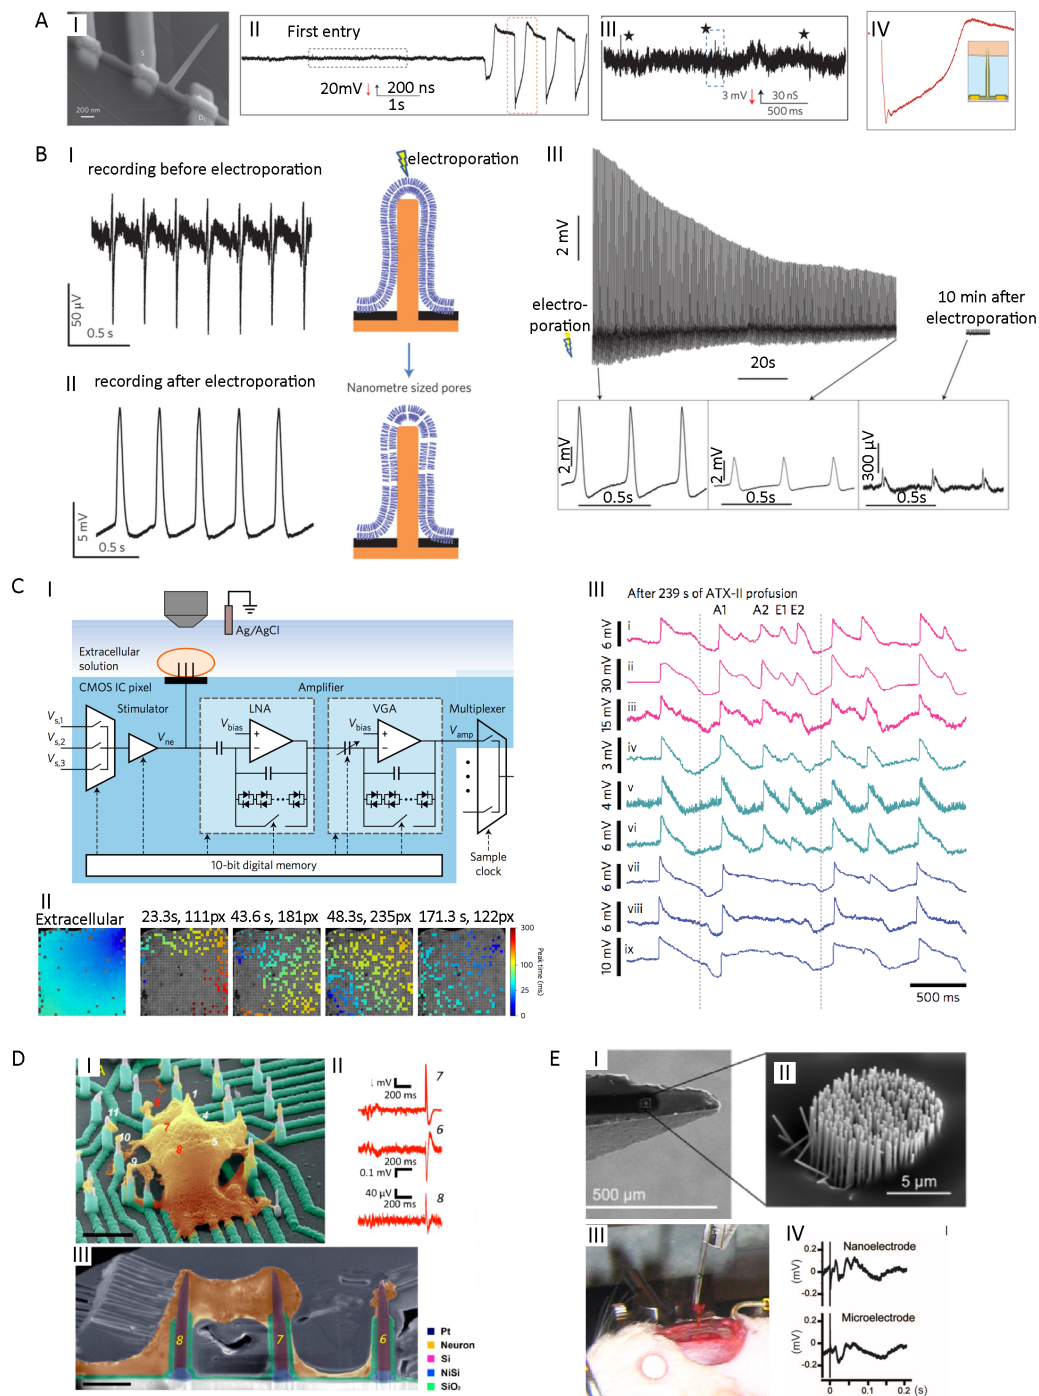 A
I
S
200 nm
D
II
First entry
20mV
200 ns
1s
III
★
★
★
3 mV
30 nS
500 ms
IV
B
I
recording before electroporation
50 µV
0.5 s
electroporation
II
recording after electroporation
5 mV
0.5 s
Nanometre sized pores
III
2 mV
electro-
poration
20s
10 min after
electroporation
2 mV
0.5s
2 mV
0.5s
300 µV
0.5s
C
I
Ag/AgCl
Extracellular
solution
CMOS IC pixel
Amplifier
Stimulator
LNA
VGA
Multiplexer
Vs,1
Vs,2
Vs,3
Vne
Vbias
Vbias
Vamp
10-bit digital memory
Sample
clock
II
Extracellular
23.3s, 111px
43.6 s, 181px
48.3s, 235px
171.3 s, 122px
300
100
25
0
Peak time (ms)
III
After 239 s of ATX-II profusion
A1 A2 E1 E2
6 mV
i
30 mV
ii
15 mV
iii
3 mV
iv
4 mV
v
6 mV
vi
6 mV
vii
6 mV
viii
10 mV
ix
500 ms
D
I
A
1
4
5
6
7
8
9
10
11
II
mV
200 ms
7
200 ms
0.1 mV
6
40 µV
200 ms
8
III
8
7
6
Pt
Neuron
Si
NiSi
SiO₂
E
I
500 µm
II
5 µm
III
IV
Nanoelectrode
(mV)
0.2
0
-0.2
Microelectrode
(mV)
0.2
0
-0.2
0 0.1 0.2
(s)